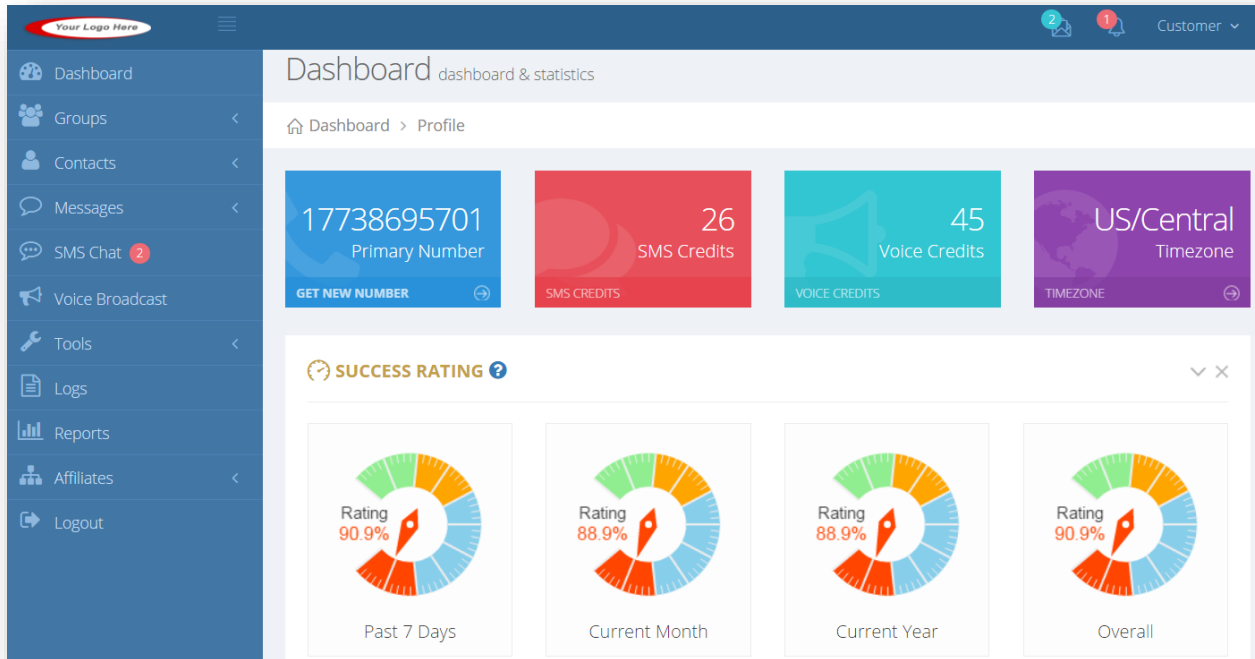 Your Logo Here
2
1
Customer
Dashboard
Groups
Contacts
Messages
SMS Chat 2
Voice Broadcast
Tools
Logs
Reports
Affiliates
Logout
Dashboard dashboard & statistics
Dashboard > Profile
17738695701
Primary Number
GET NEW NUMBER
26
SMS Credits
SMS CREDITS
45
Voice Credits
VOICE CREDITS
US/Central
Timezone
TIMEZONE
SUCCESS RATING ?
Rating
90.9%
Past 7 Days
Rating
88.9%
Current Month
Rating
88.9%
Current Year
Rating
90.9%
Overall